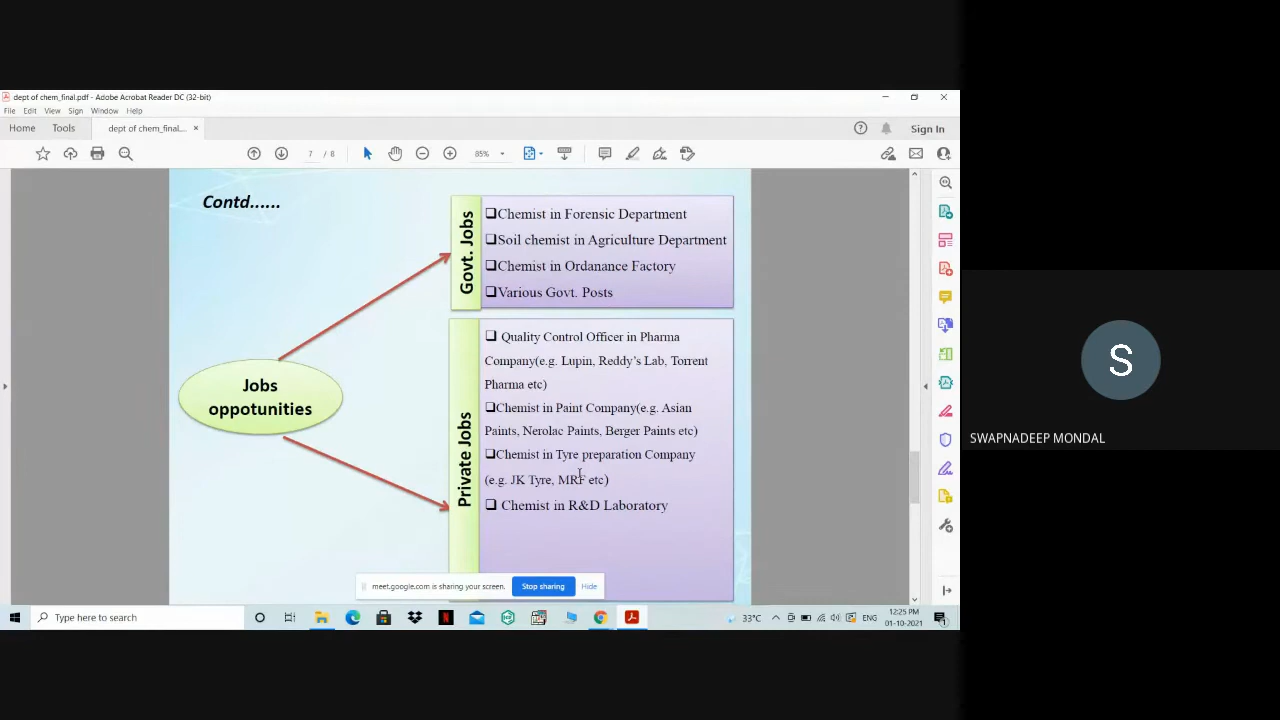 dept of chem_final.pdf - Adobe Acrobat Reader DC (32-bit)
File Edit View Sign Window Help
Home Tools dept of chem_final,... × Sign In
7 / 8 85%
Contd......
Govt. Jobs
❑Chemist in Forensic Department
❑Soil chemist in Agriculture Department
❑Chemist in Ordanance Factory
❑Various Govt. Posts
Jobs
oppotunities
Private Jobs
❑ Quality Control Officer in Pharma
Company(e.g. Lupin, Reddy's Lab, Torrent
Pharma etc)
❑Chemist in Paint Company(e.g. Asian
Paints, Nerolac Paints, Berger Paints etc)
❑Chemist in Tyre preparation Company
(e.g. JK Tyre, MRF etc)
❑ Chemist in R&D Laboratory
meet.google.com is sharing your screen. Stop sharing Hide
Type here to search
33°C ENG 12:25 PM
01-10-2021
S
SWAPNADEEP MONDAL